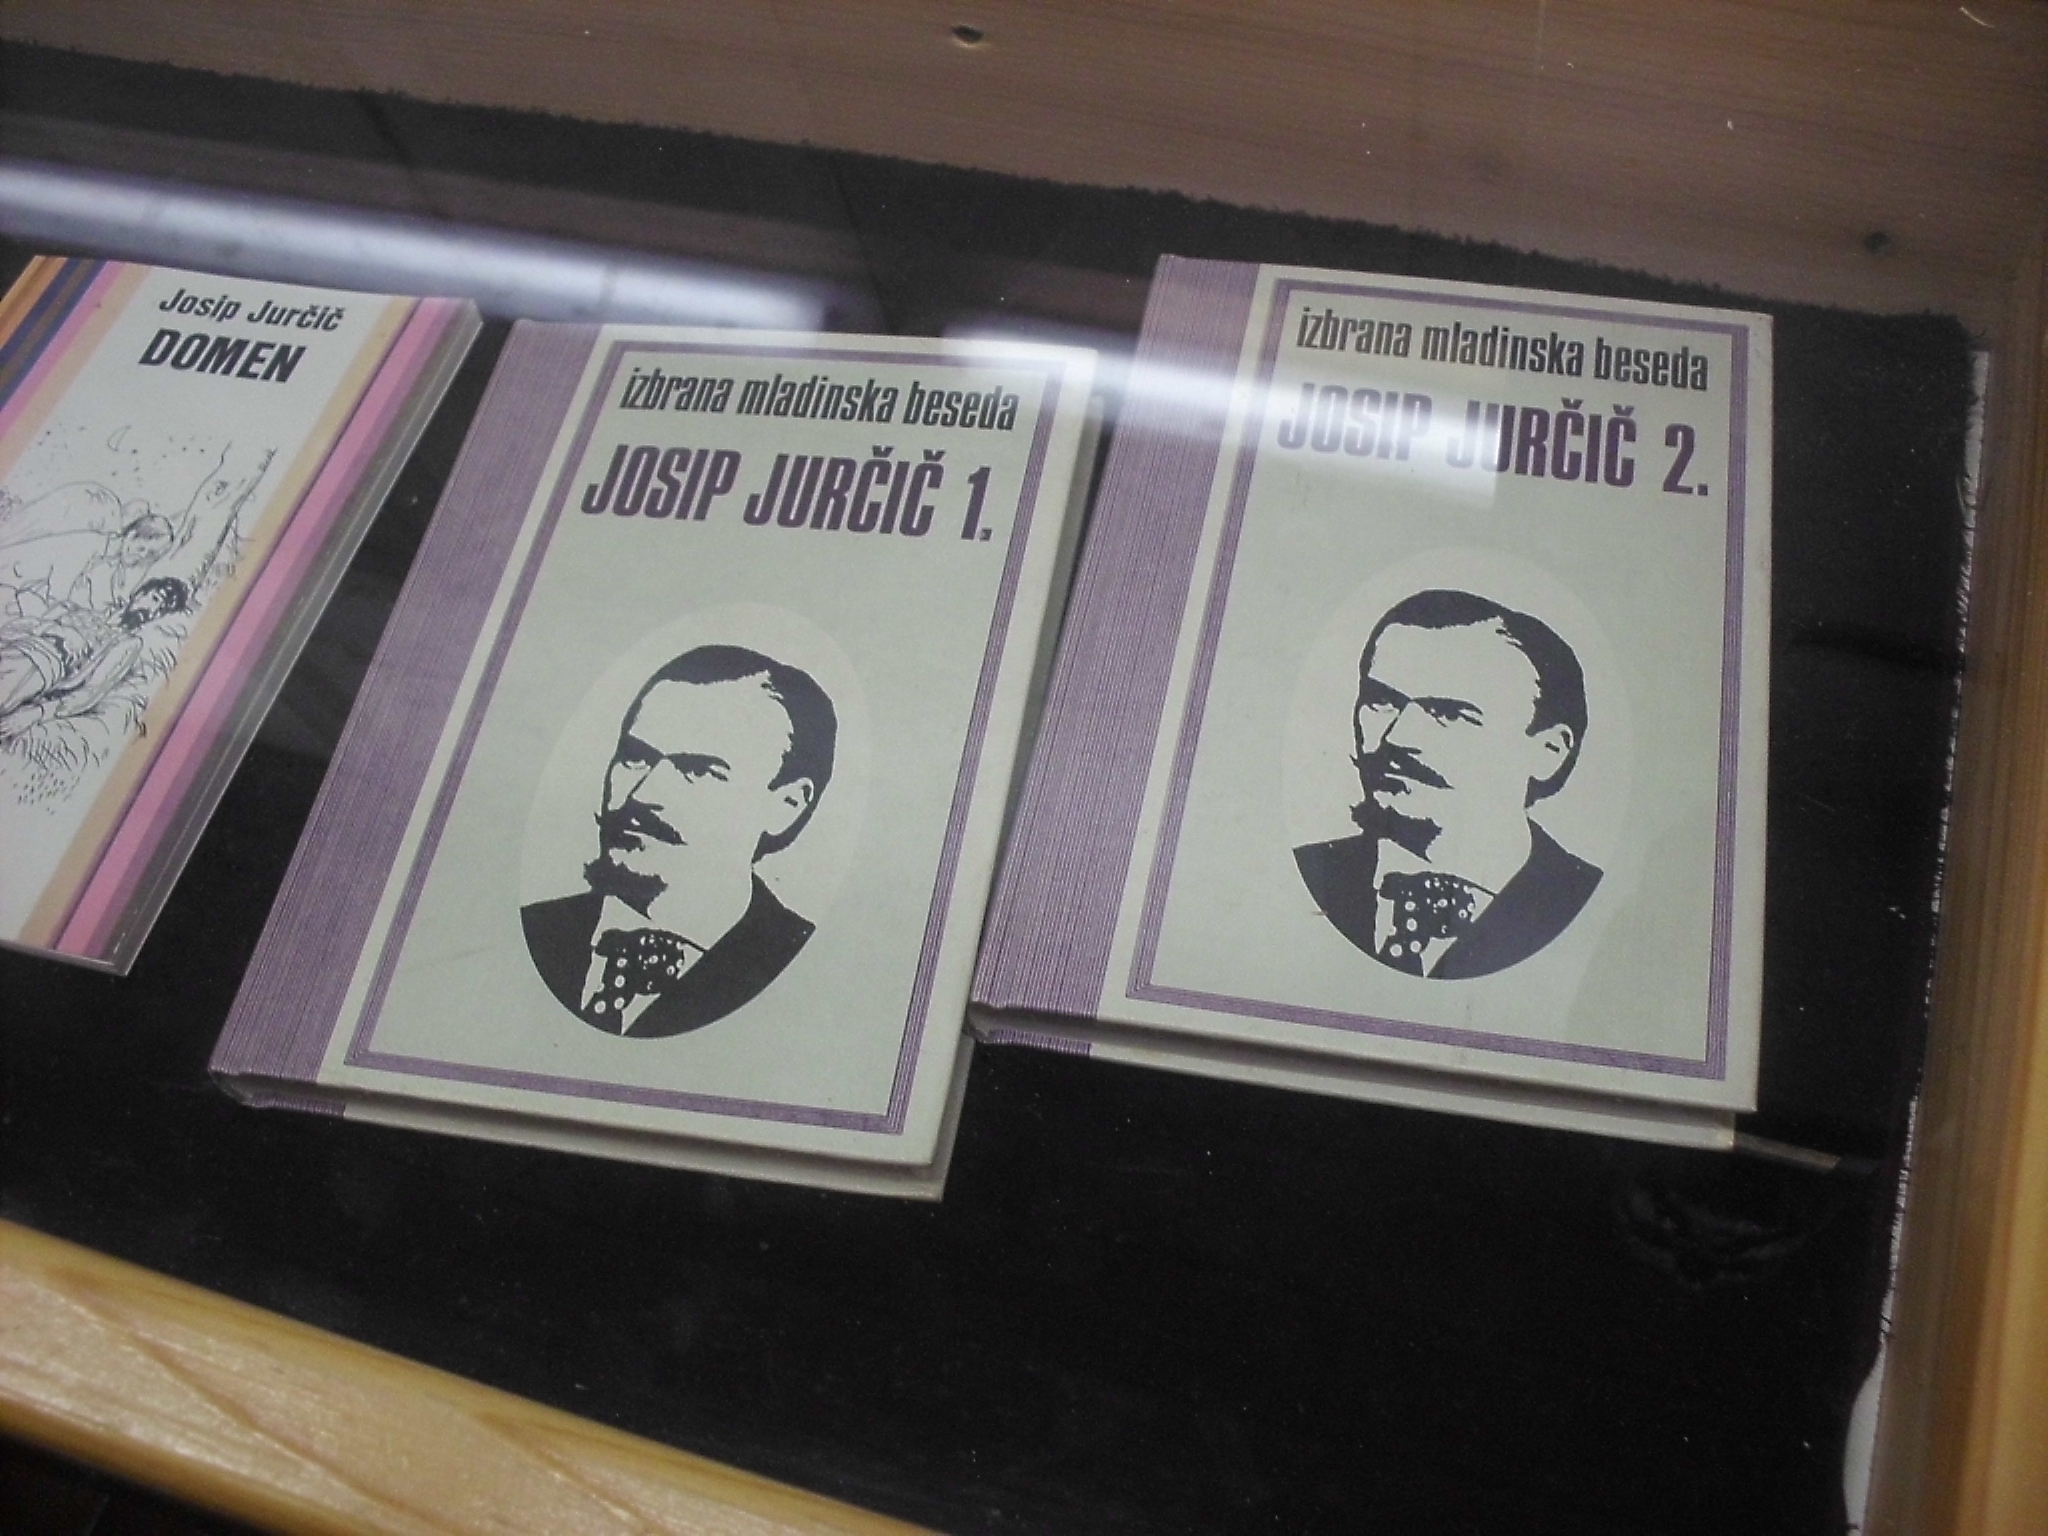 Josip Jurčič
DOMEN
izbrana mladinska beseda
JOSIP JURČIČ 1.
izbrana mladinska beseda
JOSIP JURČIČ 2.